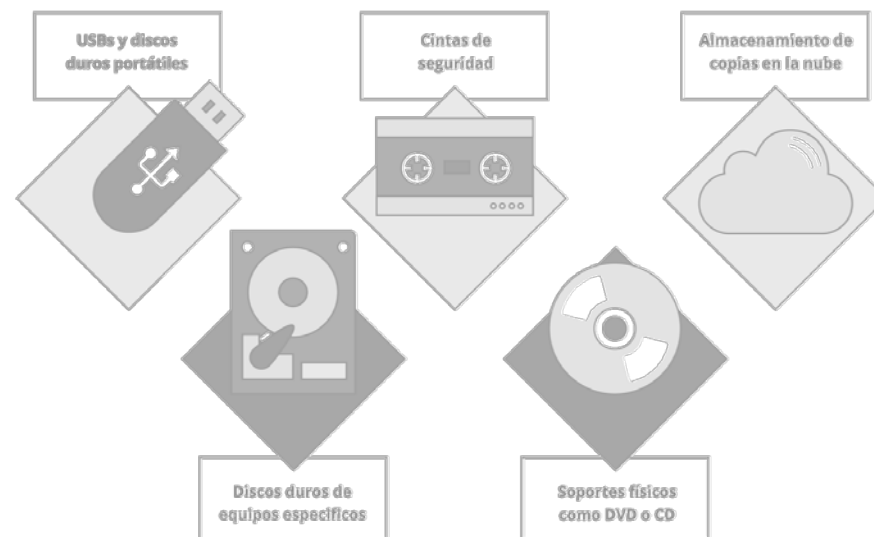 USBs y discos
duros portátiles
Cintas de
seguridad
Almacenamiento de
copias en la nube
Discos duros de
equipos específicos
Soportes físicos
como DVD o CD